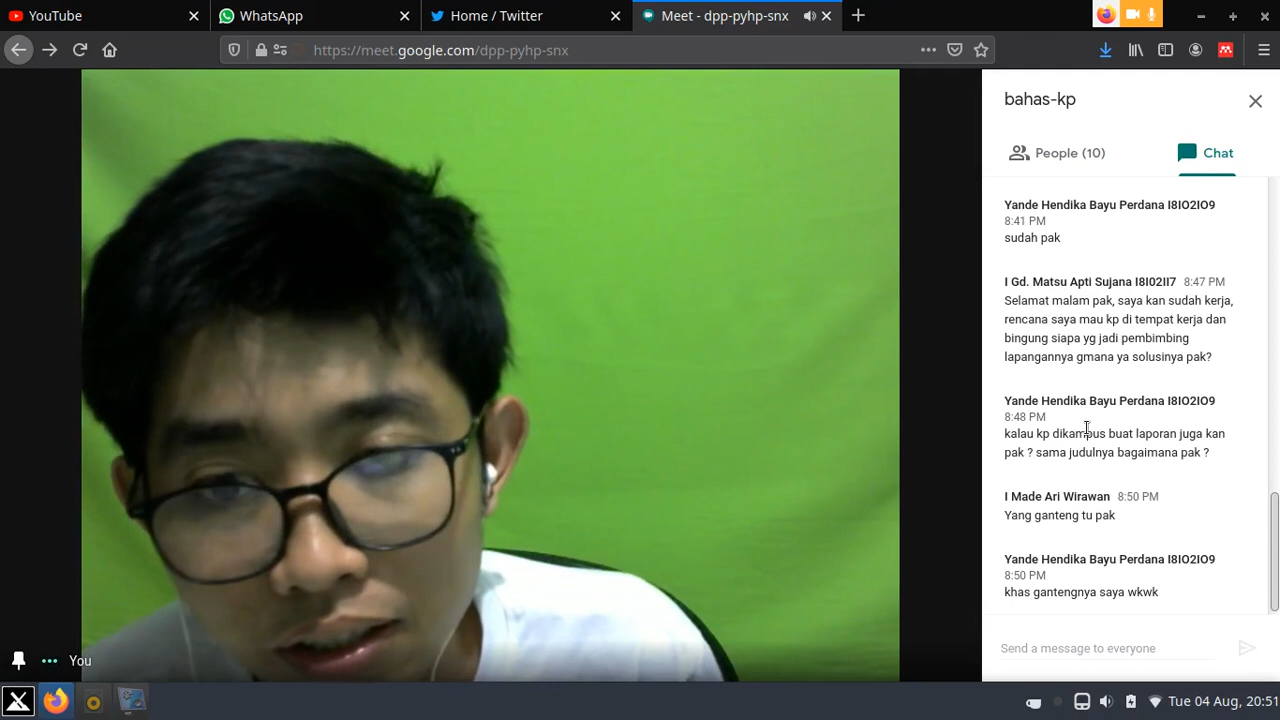 YouTube
WhatsApp
Home / Twitter
Meet - dpp-pyhp-snx
https://meet.google.com/dpp-pyhp-snx
bahas-kp
People (10)
Chat
Yande Hendika Bayu Perdana I8IO2IO9
8:41 PM
sudah pak
I Gd. Matsu Apti Sujana I8I02II7 8:47 PM
Selamat malam pak, saya kan sudah kerja,
rencana saya mau kp di tempat kerja dan
bingung siapa yg jadi pembimbing
lapangannya gmana ya solusinya pak?
Yande Hendika Bayu Perdana I8IO2IO9
8:48 PM
kalau kp dikampus buat laporan juga kan
pak ? sama judulnya bagaimana pak ?
I Made Ari Wirawan 8:50 PM
Yang ganteng tu pak
Yande Hendika Bayu Perdana I8IO2IO9
8:50 PM
khas gantengnya saya wkwk
Send a message to everyone
You
Tue 04 Aug, 20:51